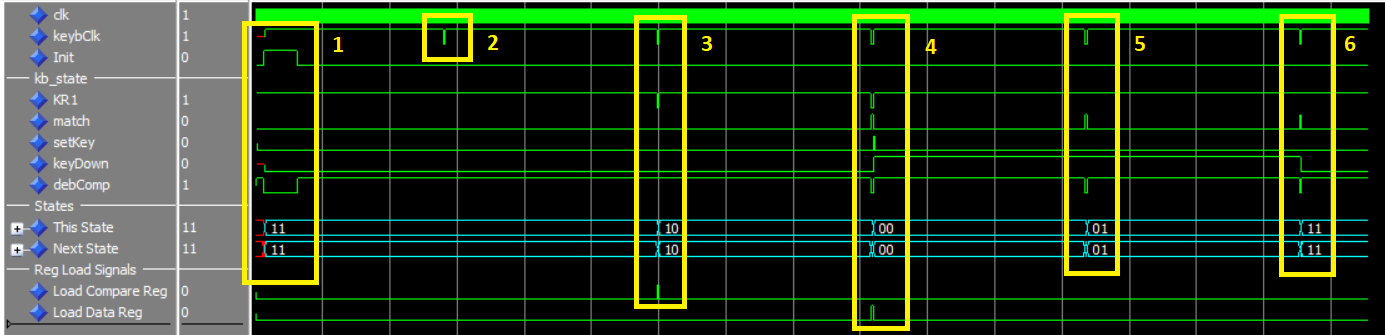 clk 1
keybClk 1
Init 0
kb_state
KR1 1
match 0
setKey 0
keyDown 0
debComp 1
States
This State 11 11 10 00 01 11
Next State 11 11 10 00 01 11
Reg Load Signals
Load Compare Reg 0
Load Data Reg 0
1 2 3 4 5 6